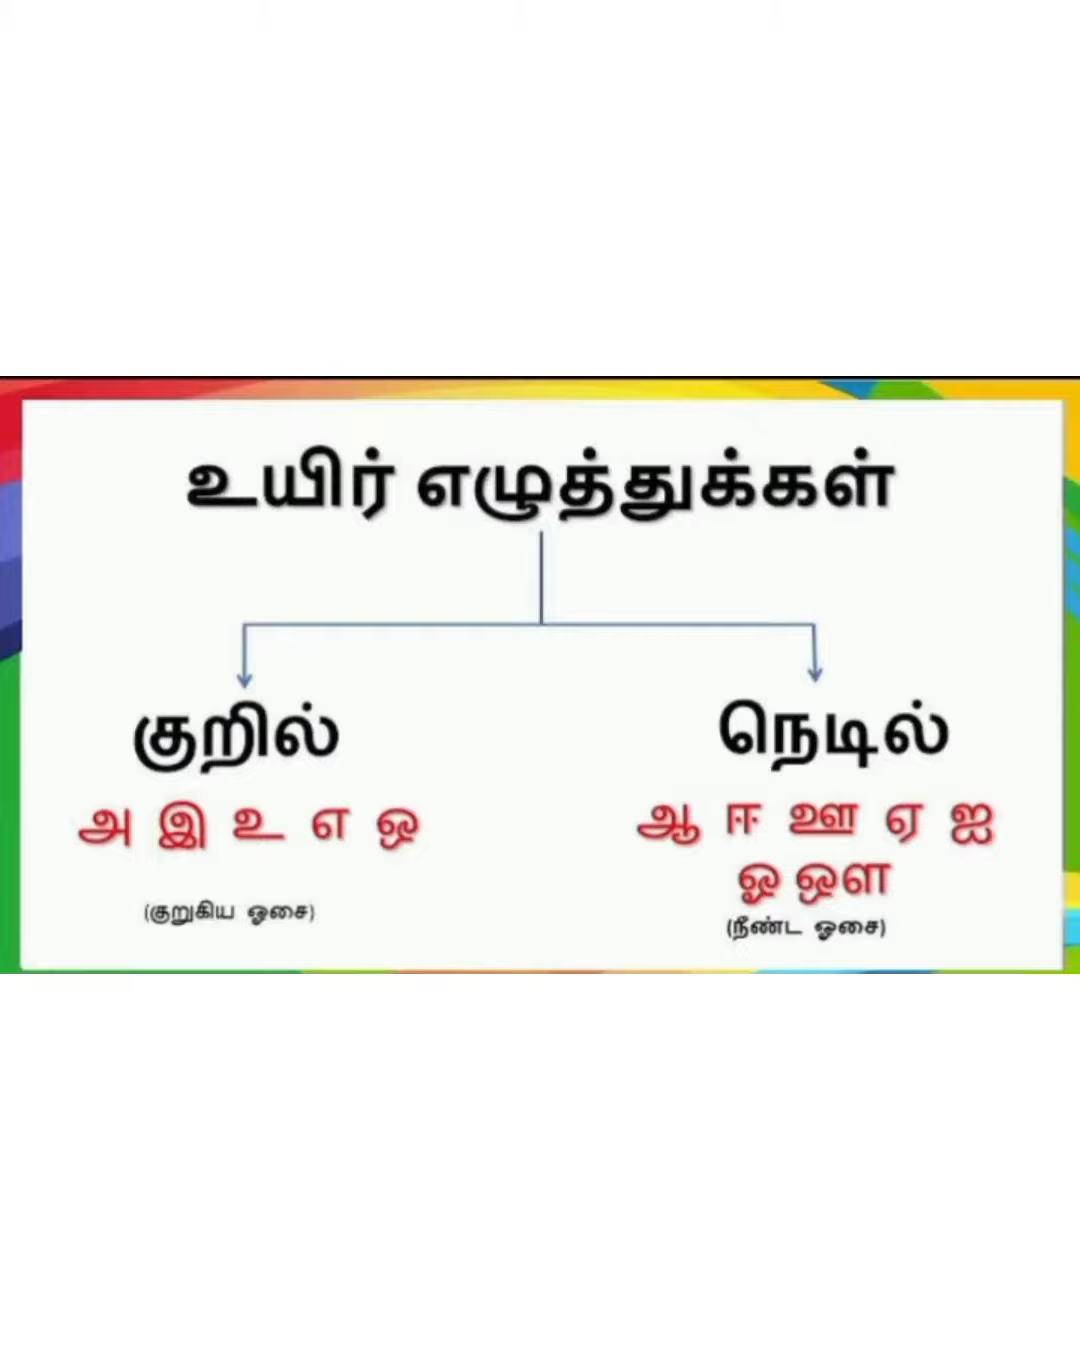 உயிர் எழுத்துக்கள்
குறில்
அ இ உ எ ஒ
(குறுகிய ஓசை)
நெடில்
ஆ ஈ ஊ ஏ ஐ
ஓ ஔ
(நீண்ட ஓசை)